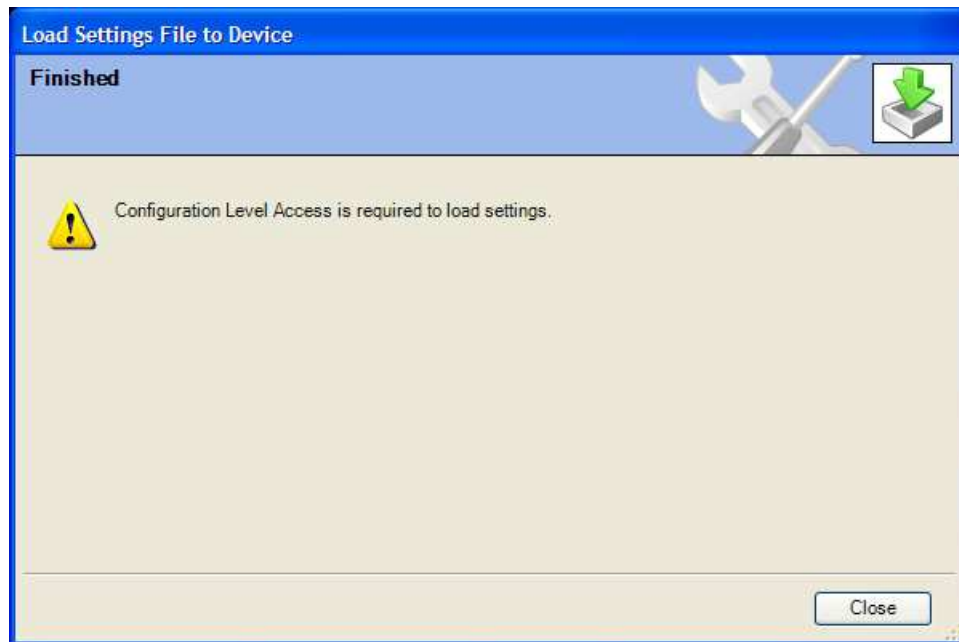 Load Settings File to Device
Finished
Configuration Level Access is required to load settings.
Close